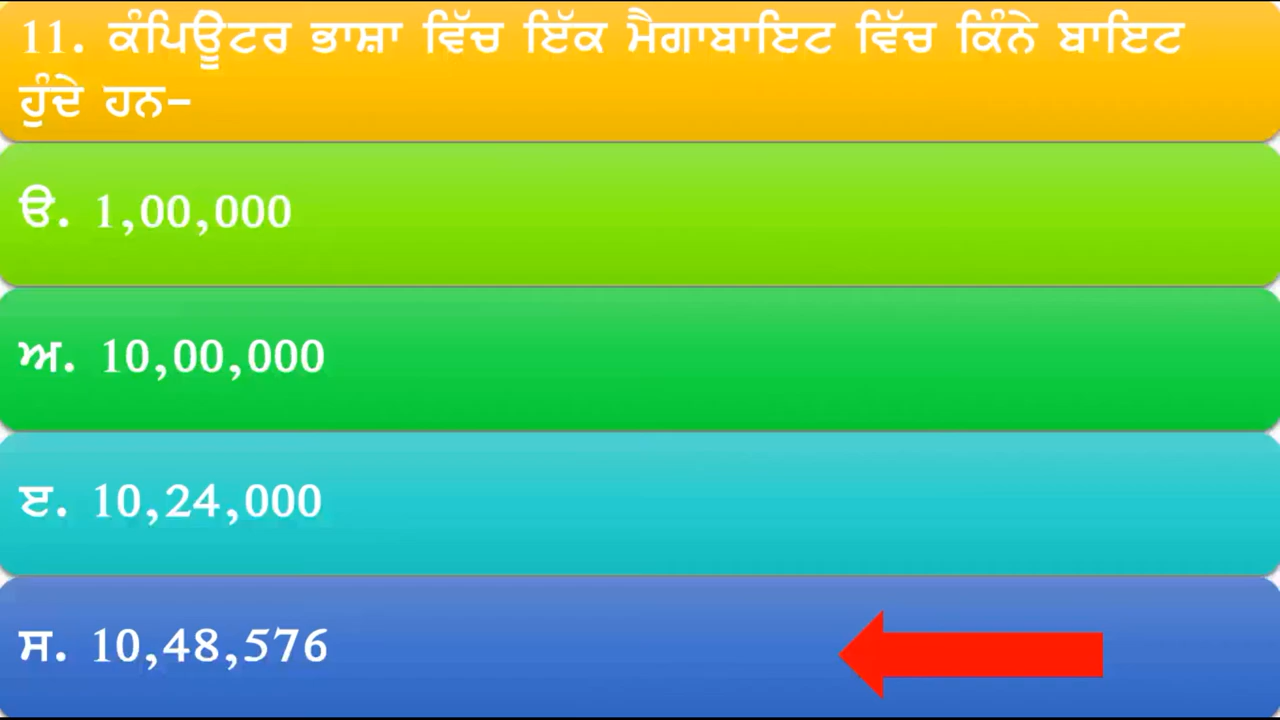 11. ਕੰਪਿਊਟਰ ਭਾਸ਼ਾ ਵਿੱਚ ਇੱਕ ਮੈਗਾਬਾਇਟ ਵਿੱਚ ਕਿੰਨੇ ਬਾਇਟ
ਹੁੰਦੇ ਹਨ–
ੳ. 1,00,000
ਅ. 10,00,000
ੲ. 10,24,000
ਸ. 10,48,576